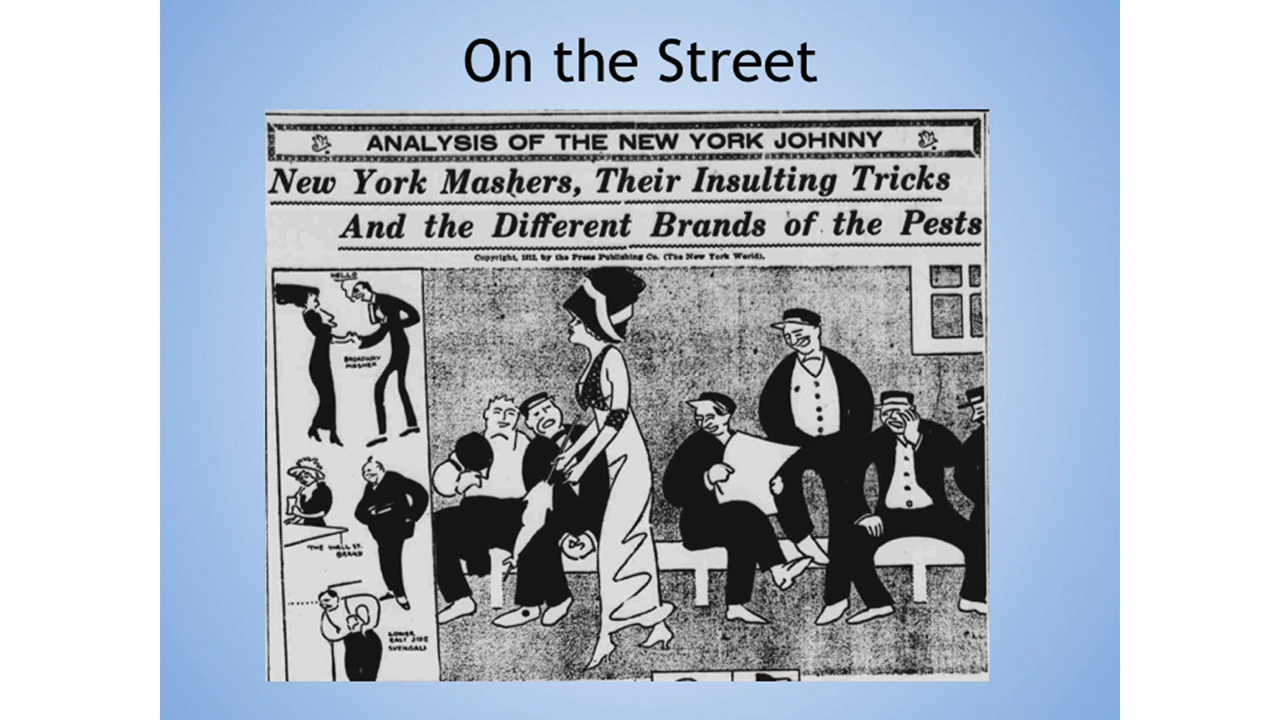 On the Street
ANALYSIS OF THE NEW YORK JOHNNY
New York Mashers, Their Insulting Tricks
And the Different Brands of the Pests
Copyright, 1912, by the Press Publishing Co. (The New York World).
HELLO
BROADWAY
MASHER
THE WALL ST.
BRAND
LOWER
EAST SIDE
SVENGALI